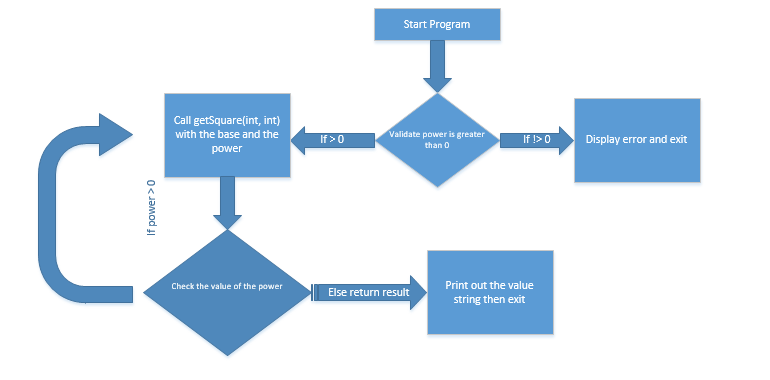 Start Program
Validate power is greater
than 0
If > 0
If !> 0
Call getSquare(int, int)
with the base and the
power
Display error and exit
If power > 0
Check the value of the power
Else return result
Print out the value
string then exit